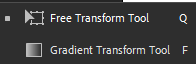 Free Transform Tool Q
Gradient Transform Tool F